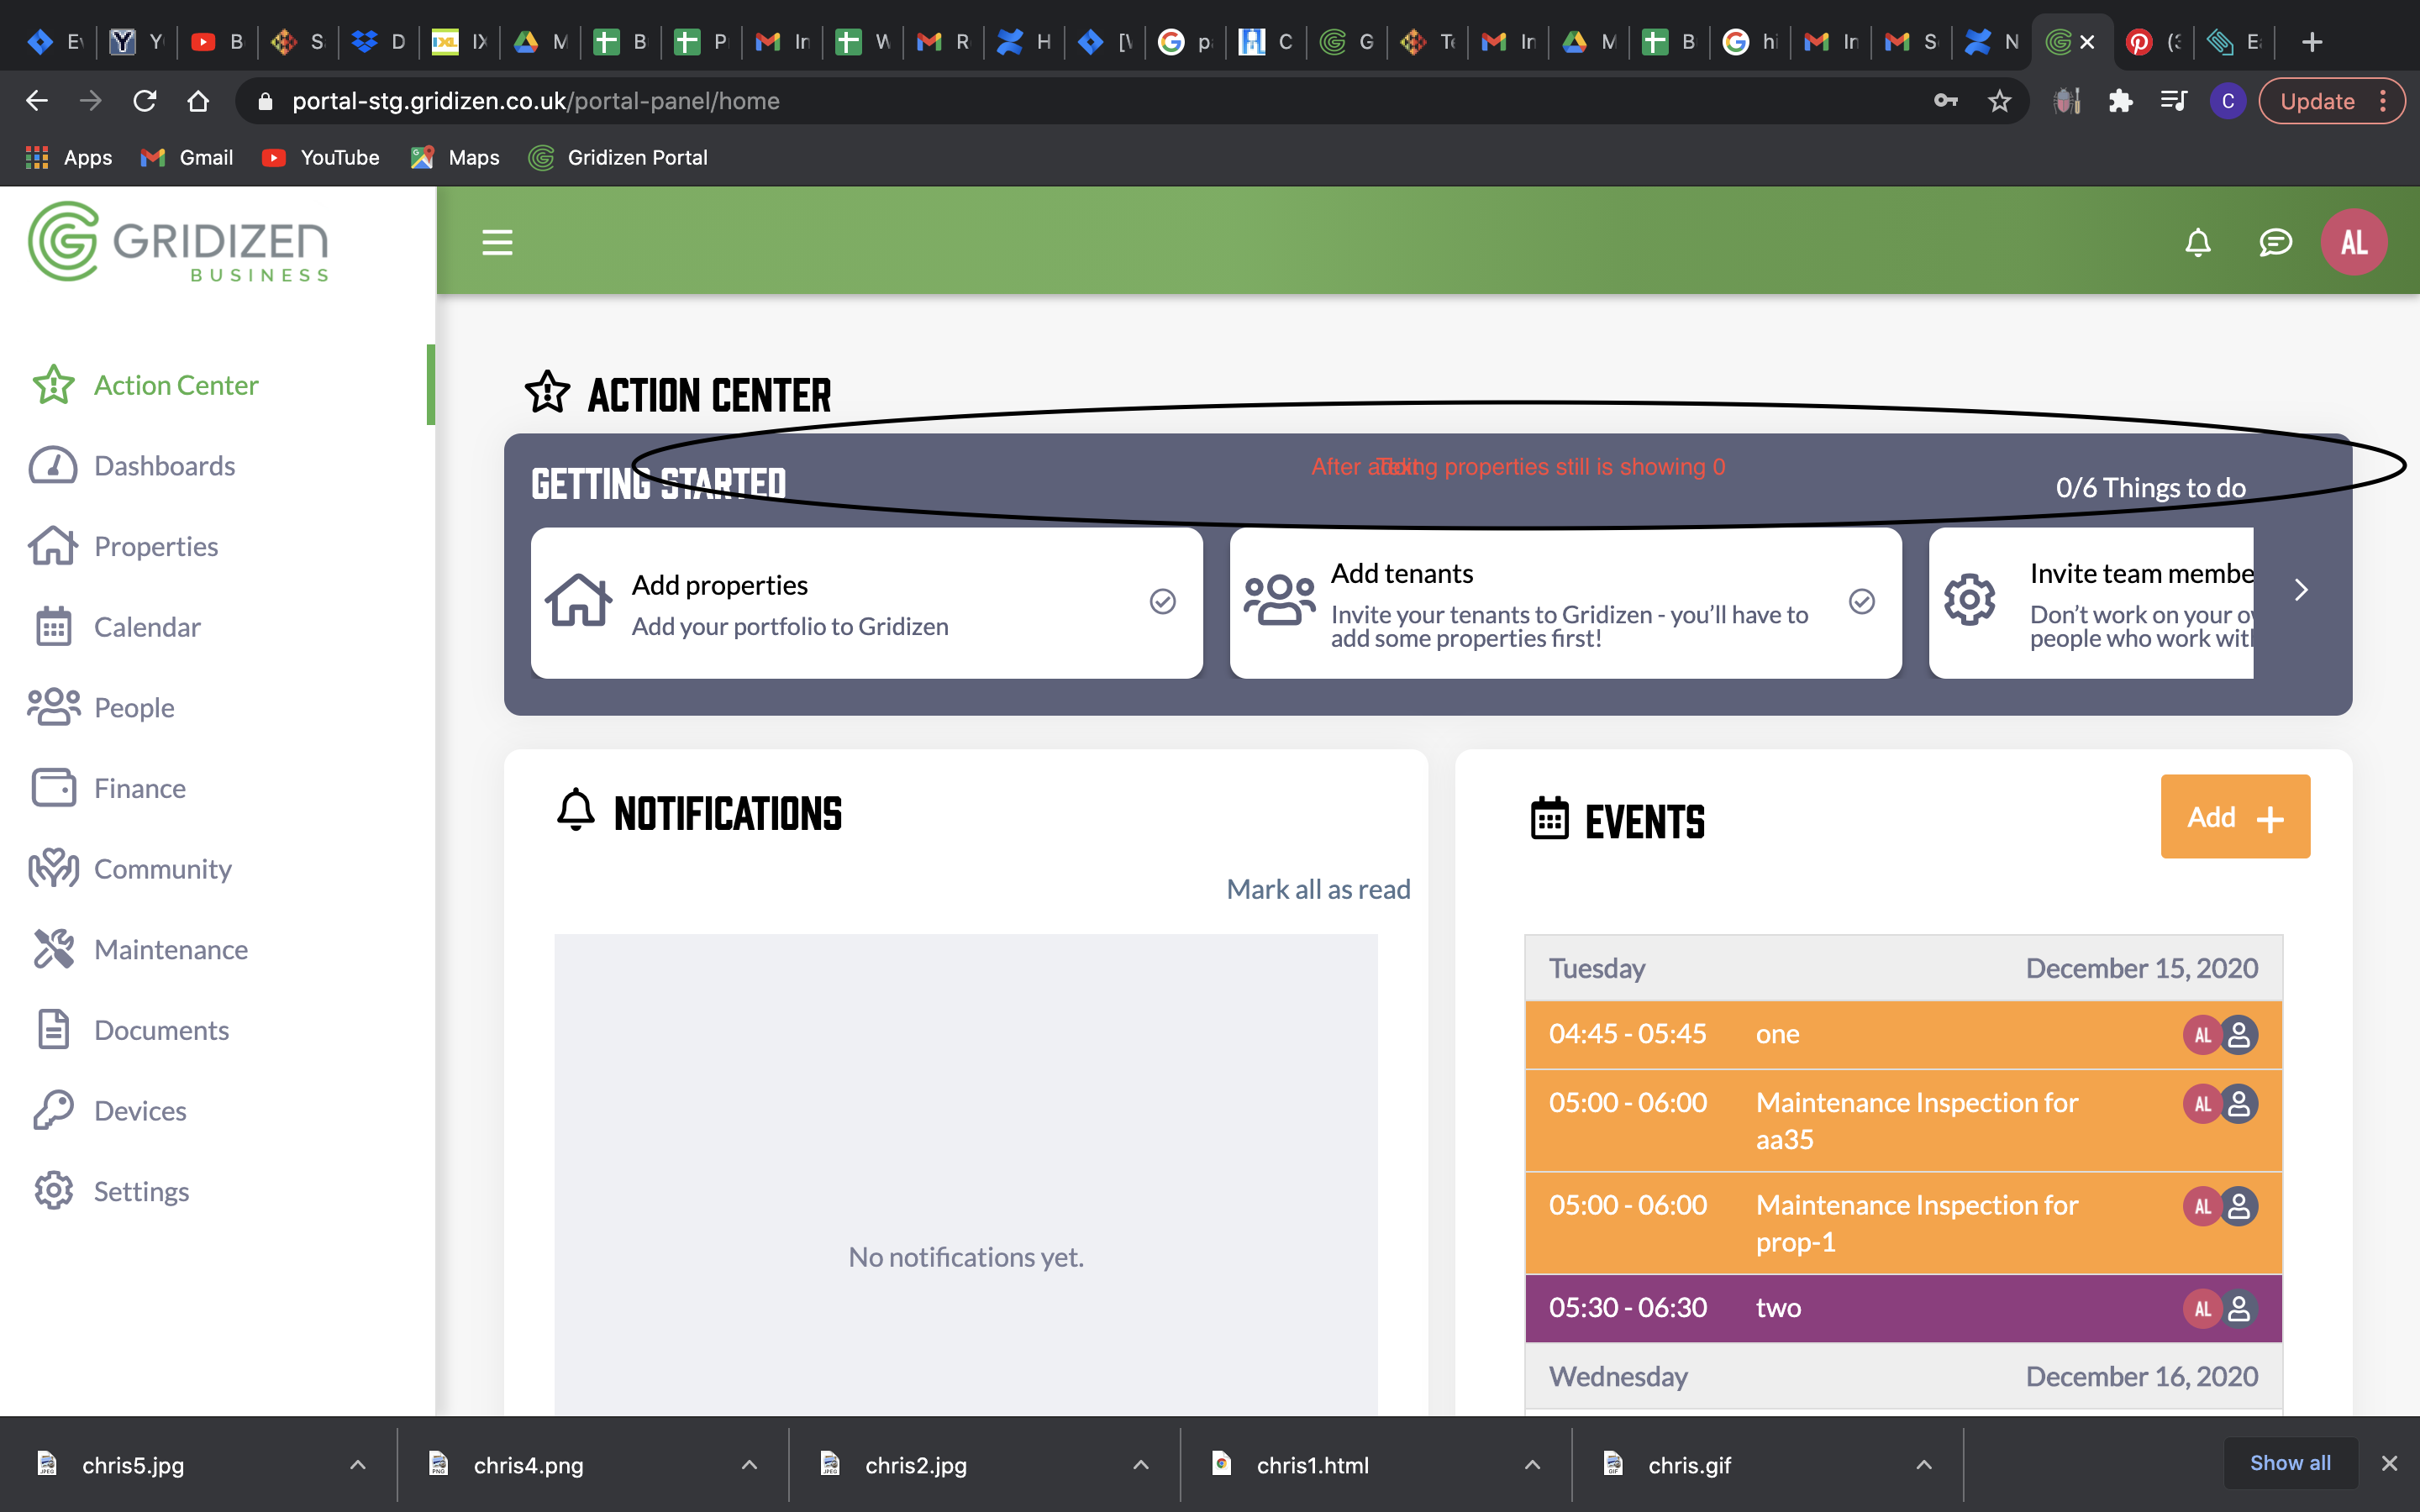 Ev
Y
B
S
D
IXL
IX
M
B
P
In
W
R
H
[
G
p
C
G
Te
In
M
B
G
hi
In
S
N
(3
E
portal-stg.gridizen.co.uk/portal-panel/home
C
Update
Apps
Gmail
YouTube
Maps
Gridizen Portal
GRIDIZEN
BUSINESS
AL
Action Center
Dashboards
Properties
Calendar
People
Finance
Community
Maintenance
Documents
Devices
Settings
ACTION CENTER
GETTING STARTED
After adding properties still is showing 0
Text
0/6 Things to do
Add properties
Add your portfolio to Gridizen
Add tenants
Invite your tenants to Gridizen - you'll have to
add some properties first!
Invite team membe
Don't work on your o
people who work wit
NOTIFICATIONS
Mark all as read
No notifications yet.
EVENTS
Add +
Tuesday December 15, 2020
04:45 - 05:45 one AL
05:00 - 06:00 Maintenance Inspection for AL
aa35
05:00 - 06:00 Maintenance Inspection for AL
prop-1
05:30 - 06:30 two AL
Wednesday December 16, 2020
chris5.jpg
chris4.png
chris2.jpg
chris1.html
chris.gif
Show all